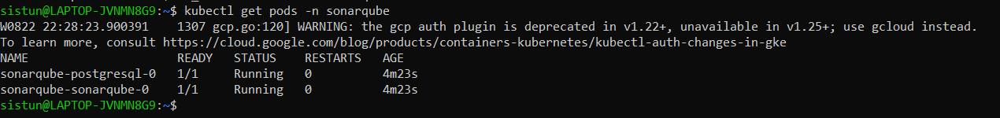 sistun@LAPTOP-JVNMN8G9:~$ kubectl get pods -n sonarqube
W0822 22:28:23.900391    1307 gcp.go:120] WARNING: the gcp auth plugin is deprecated in v1.22+, unavailable in v1.25+; use gcloud instead.
To learn more, consult https://cloud.google.com/blog/products/containers-kubernetes/kubectl-auth-changes-in-gke
NAME                     READY   STATUS    RESTARTS   AGE
sonarqube-postgresql-0   1/1     Running   0          4m23s
sonarqube-sonarqube-0    1/1     Running   0          4m23s
sistun@LAPTOP-JVNMN8G9:~$